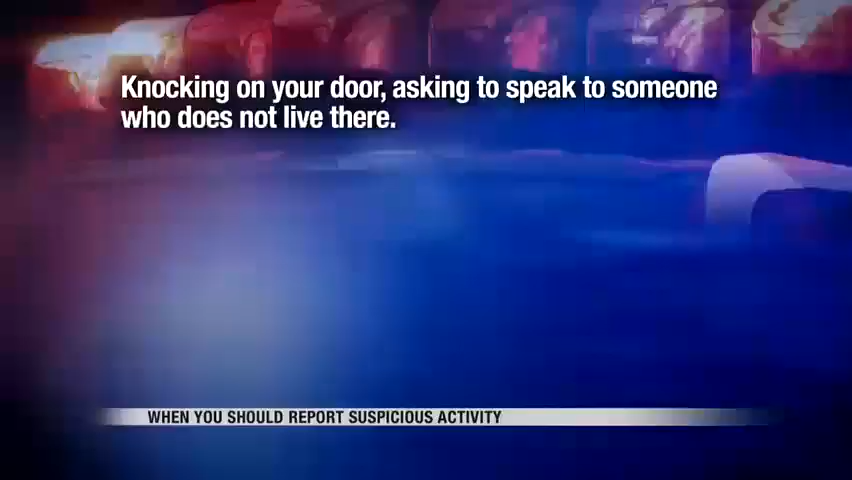 Knocking on your door, asking to speak to someone
who does not live there.
WHEN YOU SHOULD REPORT SUSPICIOUS ACTIVITY